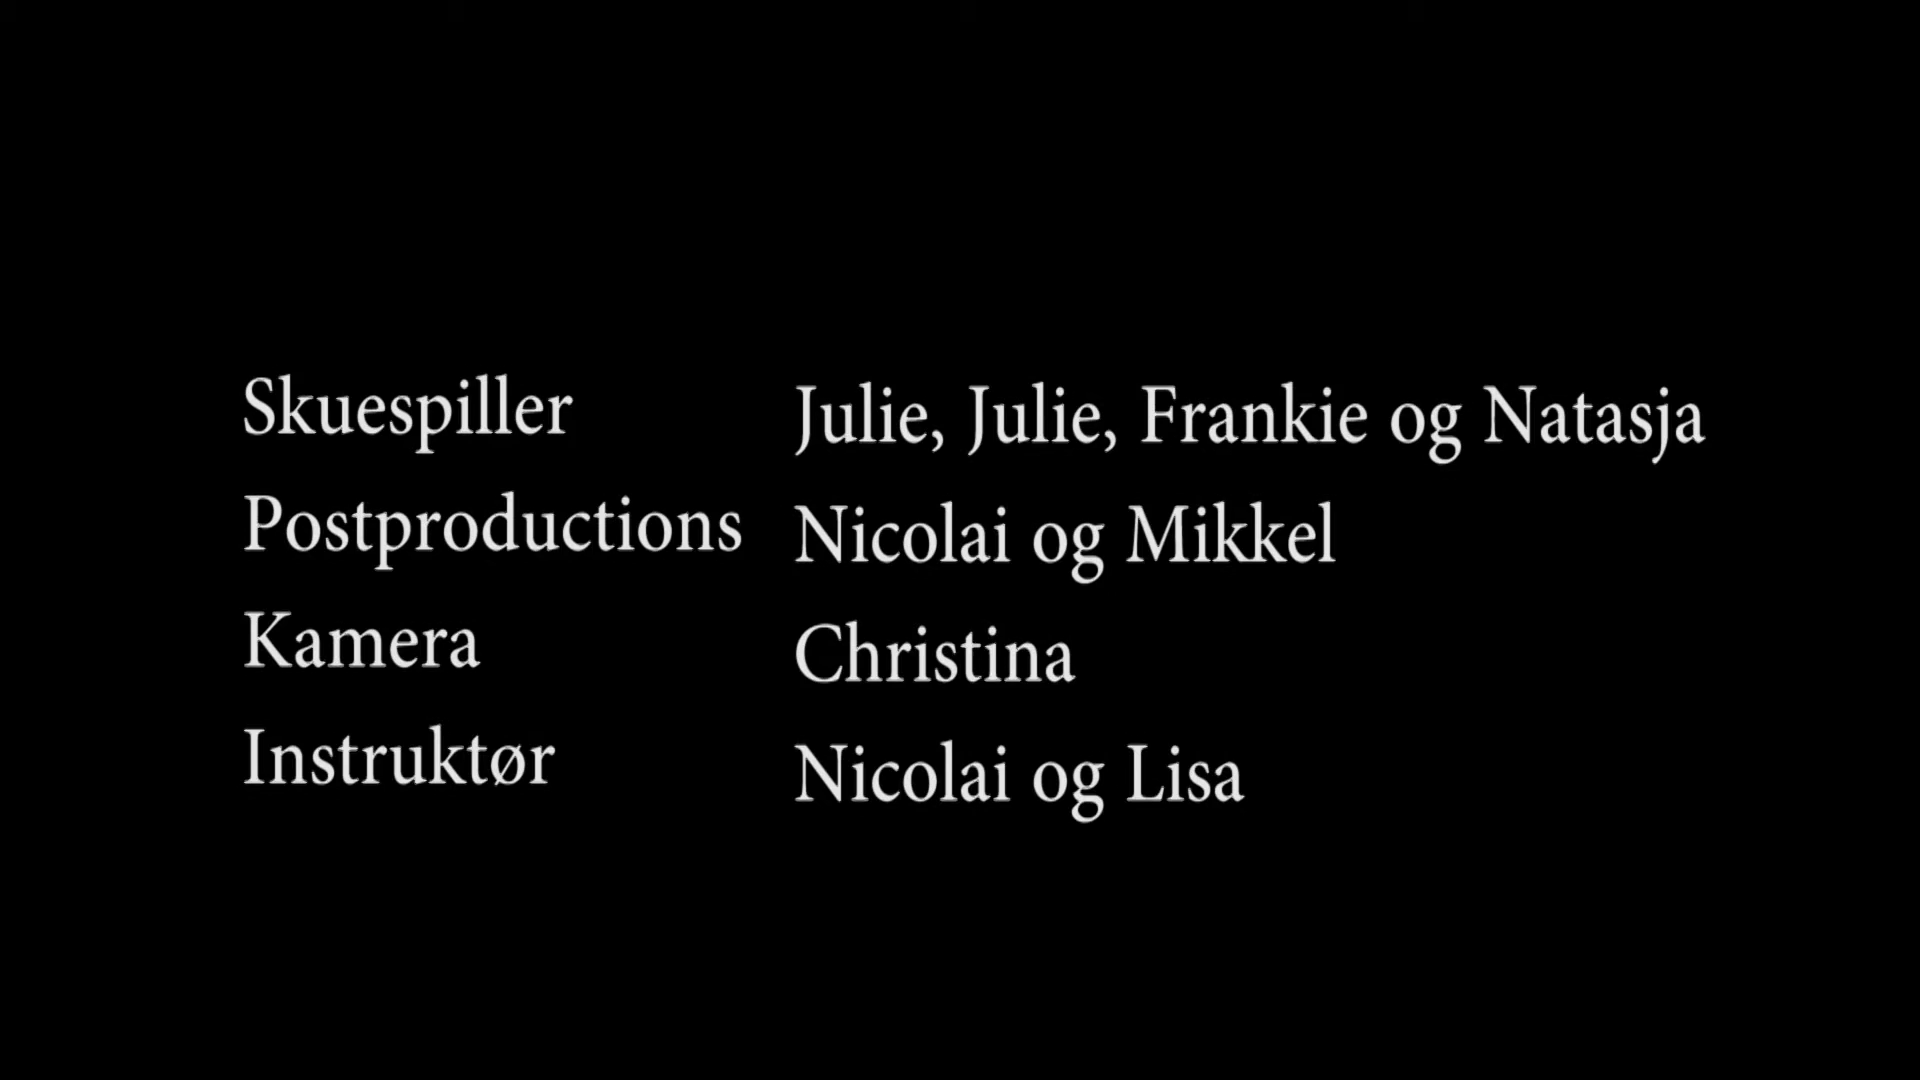 Skuespiller Julie, Julie, Frankie og Natasja
Postproductions Nicolai og Mikkel
Kamera Christina
Instruktør Nicolai og Lisa